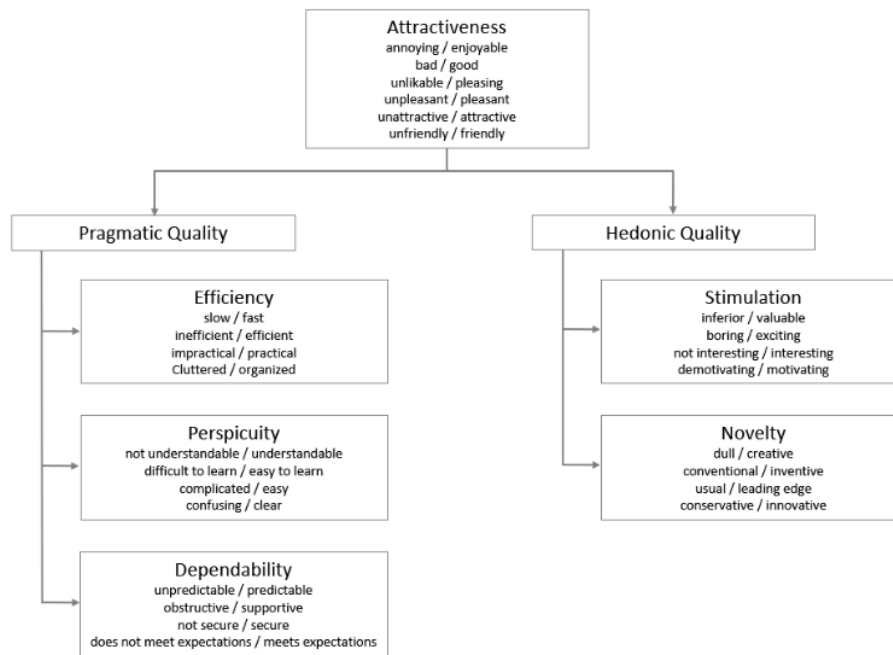 Attractiveness
annoying / enjoyable
bad / good
unlikable / pleasing
unpleasant / pleasant
unattractive / attractive
unfriendly / friendly
Pragmatic Quality
Efficiency
slow / fast
inefficient / efficient
impractical / practical
Cluttered / organized
Perspicuity
not understandable / understandable
difficult to learn / easy to learn
complicated / easy
confusing / clear
Dependability
unpredictable / predictable
obstructive / supportive
not secure / secure
does not meet expectations / meets expectations
Hedonic Quality
Stimulation
inferior / valuable
boring / exciting
not interesting / interesting
demotivating / motivating
Novelty
dull / creative
conventional / inventive
usual / leading edge
conservative / innovative